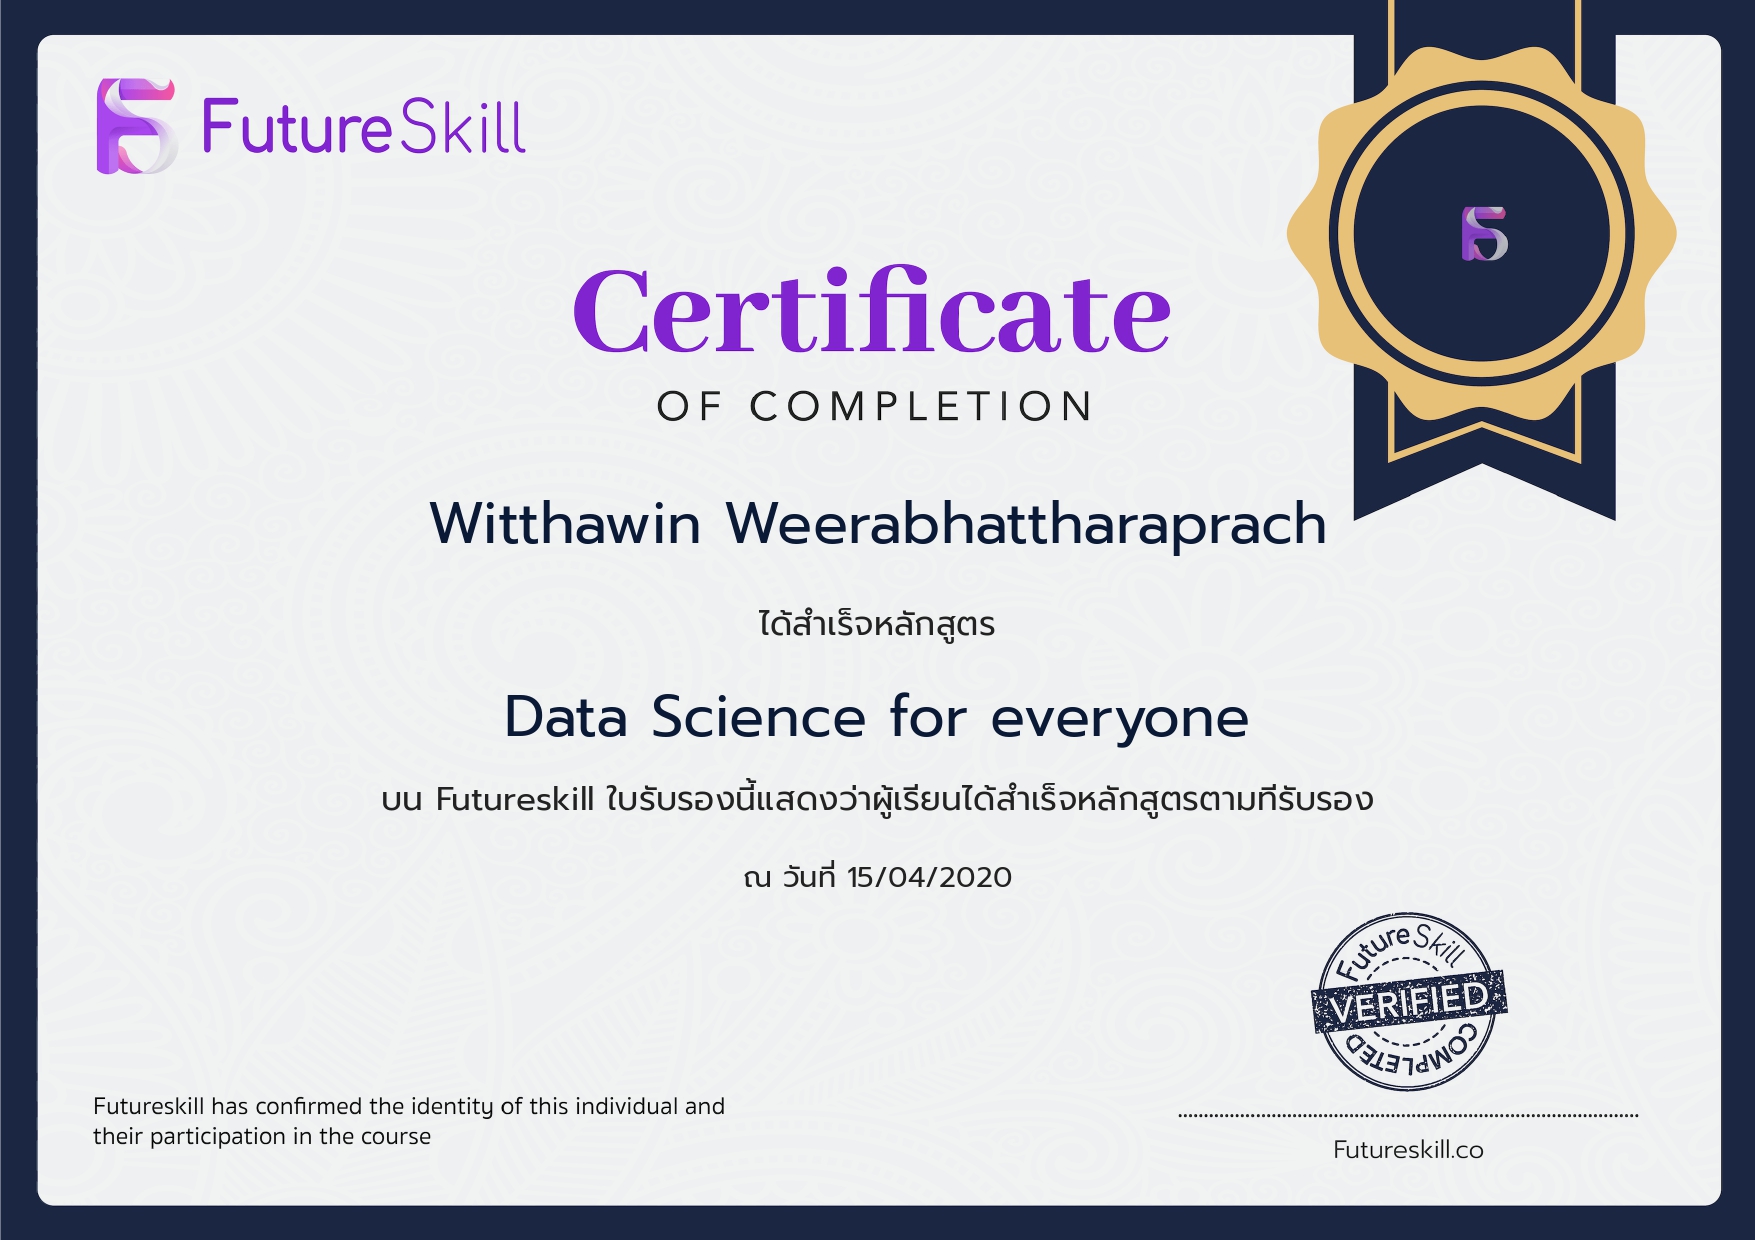 FutureSkill
Certificate
OF COMPLETION
Witthawin Weerabhattharaprach
ได้สำเร็จหลักสูตร
Data Science for everyone
บน Futureskill ใบรับรองนี้แสดงว่าผู้เรียนได้สำเร็จหลักสูตรตามทีรับรอง
ณ วันที่ 15/04/2020
FutureSkill
VERIFIED
COMPLETED
Futureskill has confirmed the identity of this individual and
their participation in the course
Futureskill.co